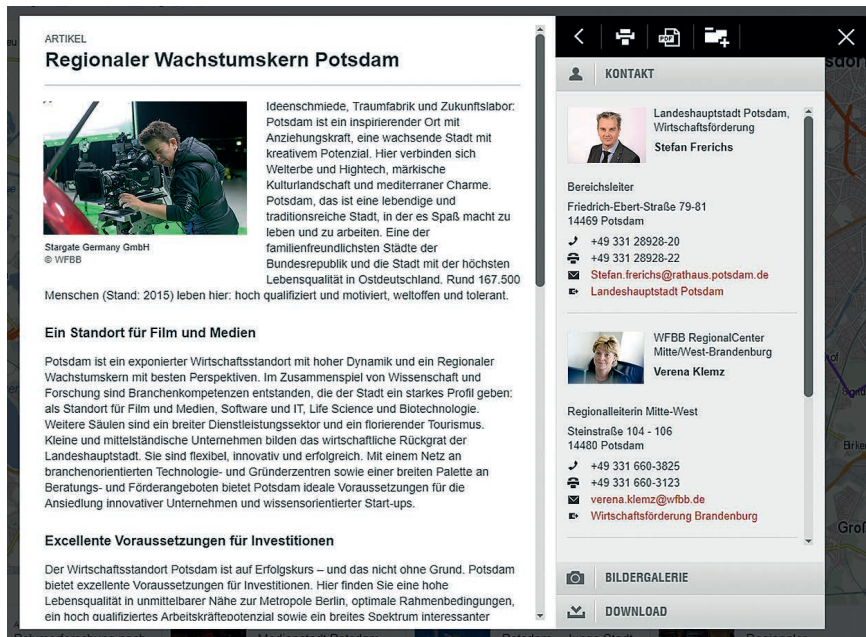 ARTIKEL
Regionaler Wachstumskern Potsdam
Ideenschmiede, Traumfabrik und Zukunftslabor:
Potsdam ist ein inspirierender Ort mit
Anziehungskraft, eine wachsende Stadt mit
kreativem Potenzial. Hier verbinden sich
Welterbe und Hightech, märkische
Kulturlandschaft und mediterraner Charme.
Potsdam, das ist eine lebendige und
traditionsreiche Stadt, in der es Spaß macht zu
leben und zu arbeiten. Eine der
familienfreundlichsten Städte der
Bundesrepublik und die Stadt mit der höchsten
Lebensqualität in Ostdeutschland. Rund 167.500
Menschen (Stand: 2015) leben hier: hoch qualifiziert und motiviert, weltoffen und tolerant.
Stargate Germany GmbH
© WFBB
Ein Standort für Film und Medien
Potsdam ist ein exponierter Wirtschaftsstandort mit hoher Dynamik und ein Regionaler
Wachstumskern mit besten Perspektiven. Im Zusammenspiel von Wissenschaft und
Forschung sind Branchenkompetenzen entstanden, die der Stadt ein starkes Profil geben:
als Standort für Film und Medien, Software und IT, Life Science und Biotechnologie.
Weitere Säulen sind ein breiter Dienstleistungssektor und ein florierender Tourismus.
Kleine und mittelständische Unternehmen bilden das wirtschaftliche Rückgrat der
Landeshauptstadt. Sie sind flexibel, innovativ und erfolgreich. Mit einem Netz an
branchenorientierten Technologie- und Gründerzentren sowie einer breiten Palette an
Beratungs- und Förderangeboten bietet Potsdam ideale Voraussetzungen für die
Ansiedlung innovativer Unternehmen und wissensorientierter Start-ups.
Excellente Voraussetzungen für Investitionen
Der Wirtschaftsstandort Potsdam ist auf Erfolgskurs – und das nicht ohne Grund. Potsdam
bietet exzellente Voraussetzungen für Investitionen. Hier finden Sie eine hohe
Lebensqualität in unmittelbarer Nähe zur Metropole Berlin, optimale Rahmenbedingungen,
ein hoch qualifiziertes Arbeitskräftepotenzial sowie ein breites Spektrum interessanter
PDF
KONTAKT
Landeshauptstadt Potsdam,
Wirtschaftsförderung
Stefan Frerichs
Bereichsleiter
Friedrich-Ebert-Straße 79-81
14469 Potsdam
+49 331 28928-20
+49 331 28928-22
Stefan.frerichs@rathaus.potsdam.de
Landeshauptstadt Potsdam
WFBB RegionalCenter
Mitte/West-Brandenburg
Verena Klemz
Regionalleiterin Mitte-West
Steinstraße 104 - 106
14480 Potsdam
+49 331 660-3825
+49 331 660-3123
verena.klemz@wfbb.de
Wirtschaftsförderung Brandenburg
BILDERGALERIE
DOWNLOAD